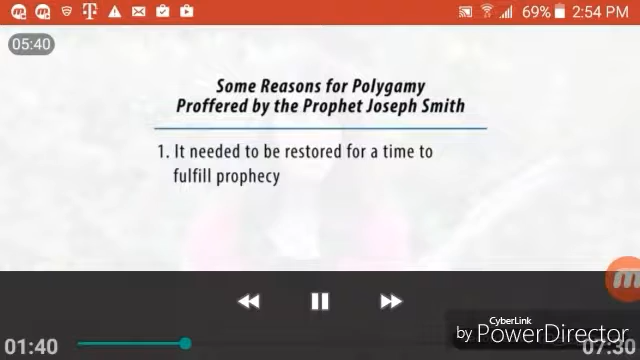 69% 2:54 PM
05:40
Some Reasons for Polygamy
Proffered by the Prophet Joseph Smith
1. It needed to be restored for a time to
fulfill prophecy
CyberLink
by PowerDirector
01:40 07:30